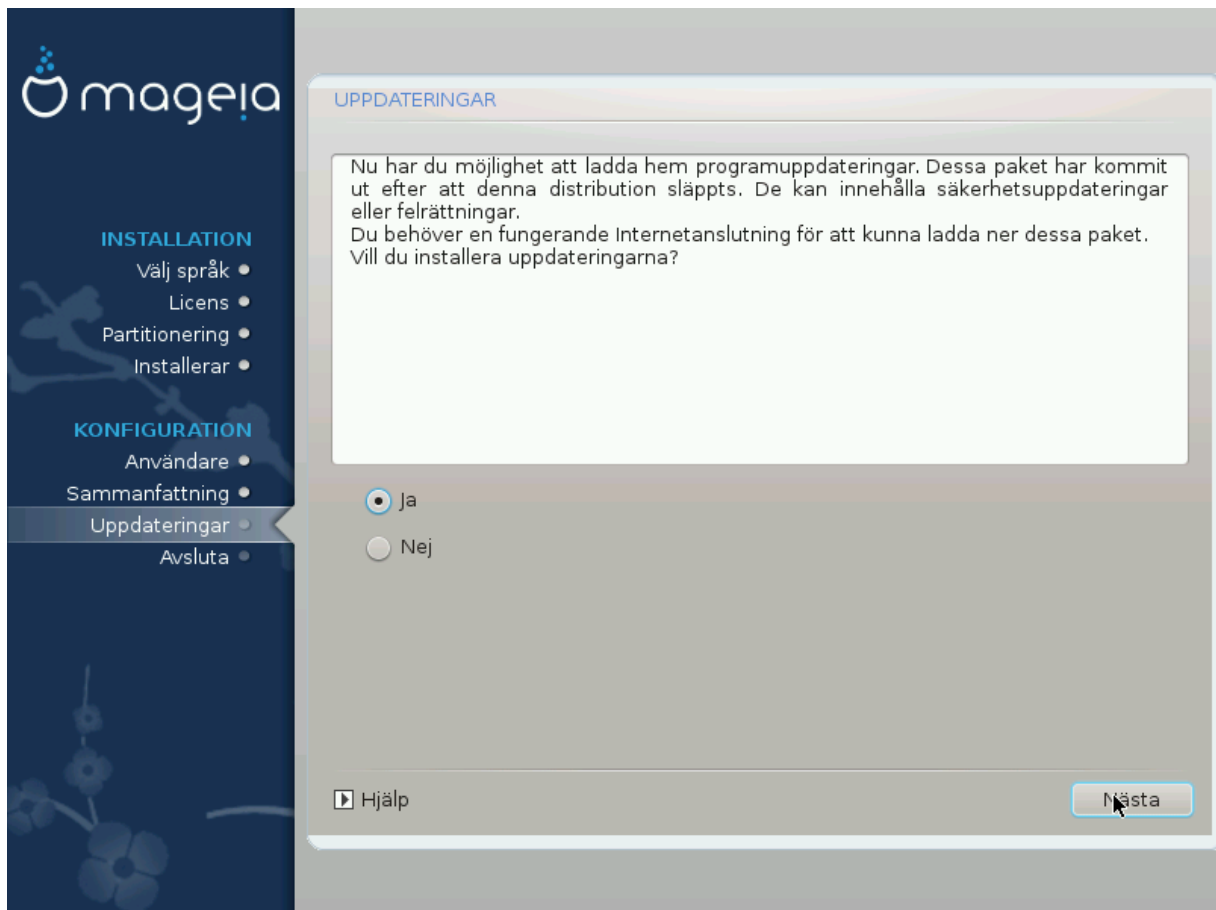 mageia
INSTALLATION
Välj språk
Licens
Partitionering
Installerar
KONFIGURATION
Användare
Sammanfattning
Uppdateringar
Avsluta
UPPDATERINGAR
Nu har du möjlighet att ladda hem programuppdateringar. Dessa paket har kommit
ut efter att denna distribution släppts. De kan innehålla säkerhetsuppdateringar
eller felrättningar.
Du behöver en fungerande Internetanslutning för att kunna ladda ner dessa paket.
Vill du installera uppdateringarna?
Ja
Nej
Hjälp
Nästa